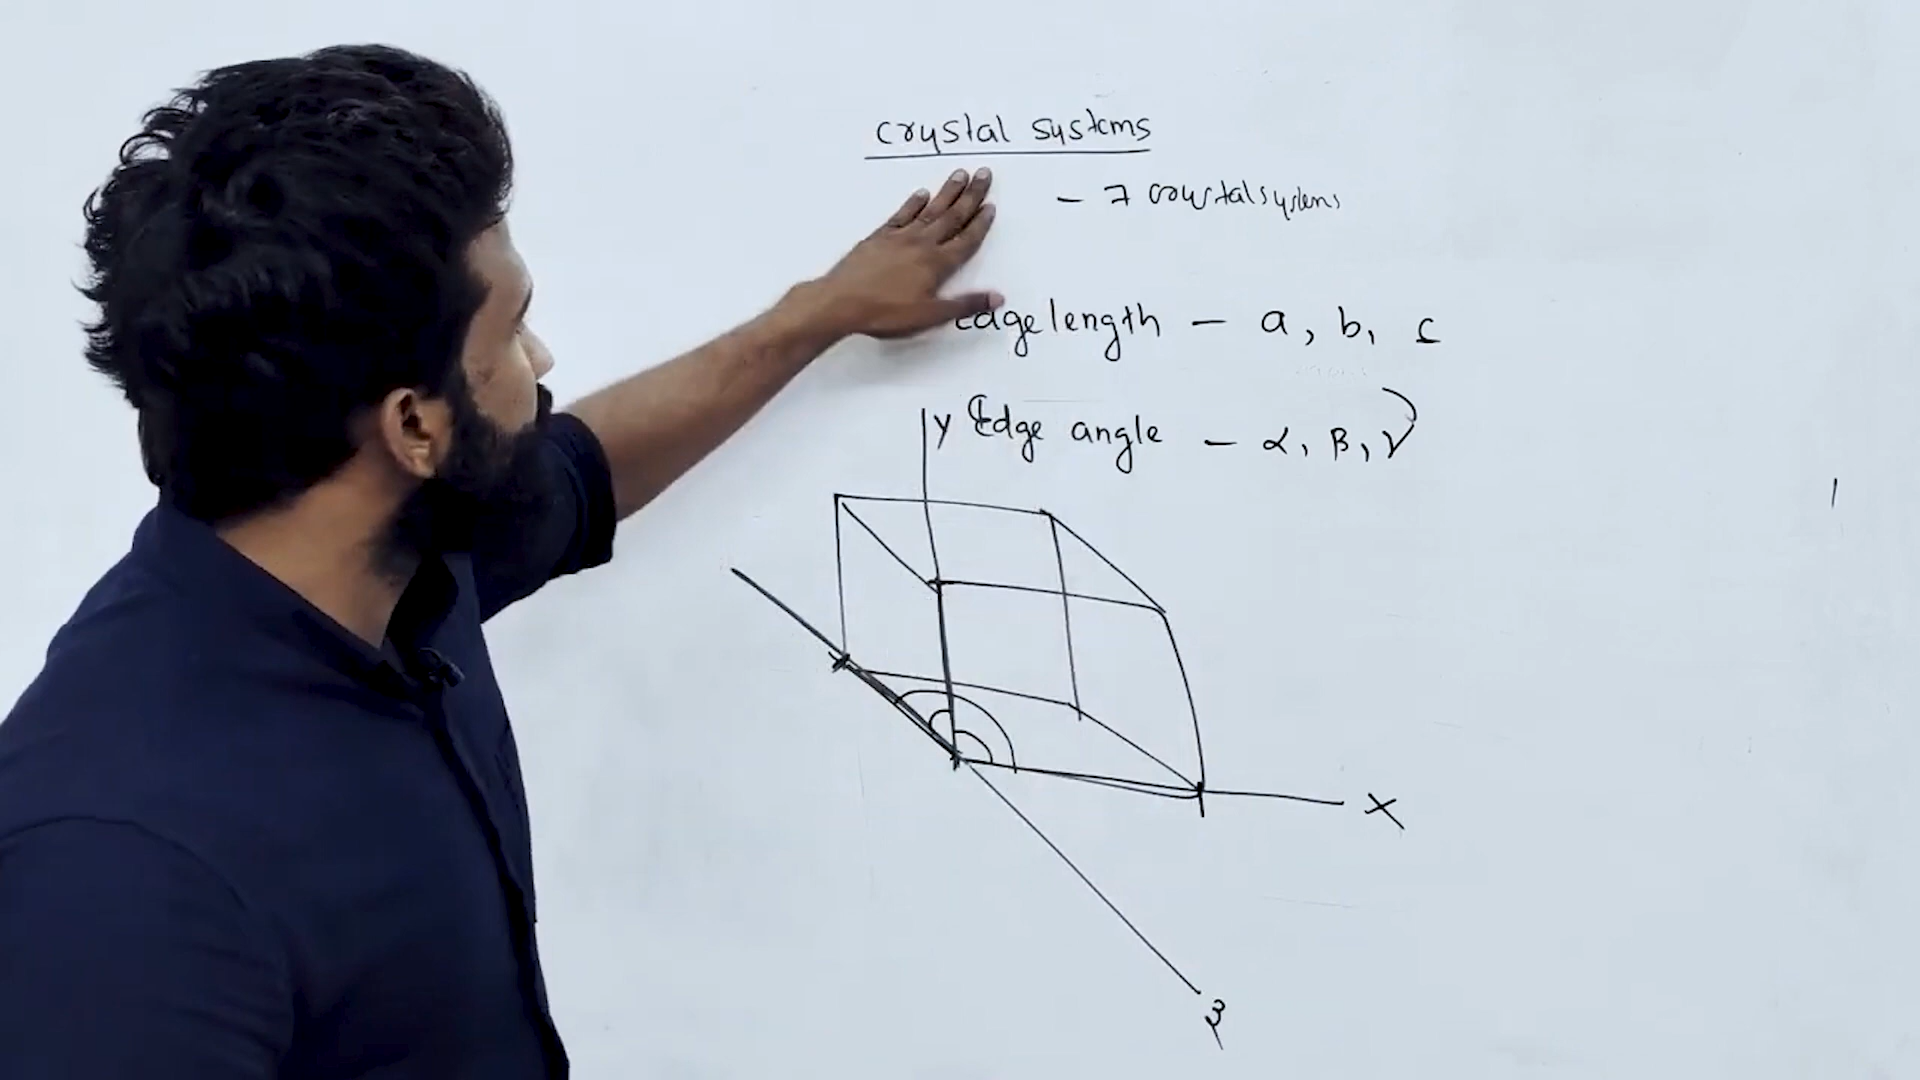 crystal systems
- 7 crystal systems
Edge length - a, b, c
y
Edge angle - α, β, γ
x
z